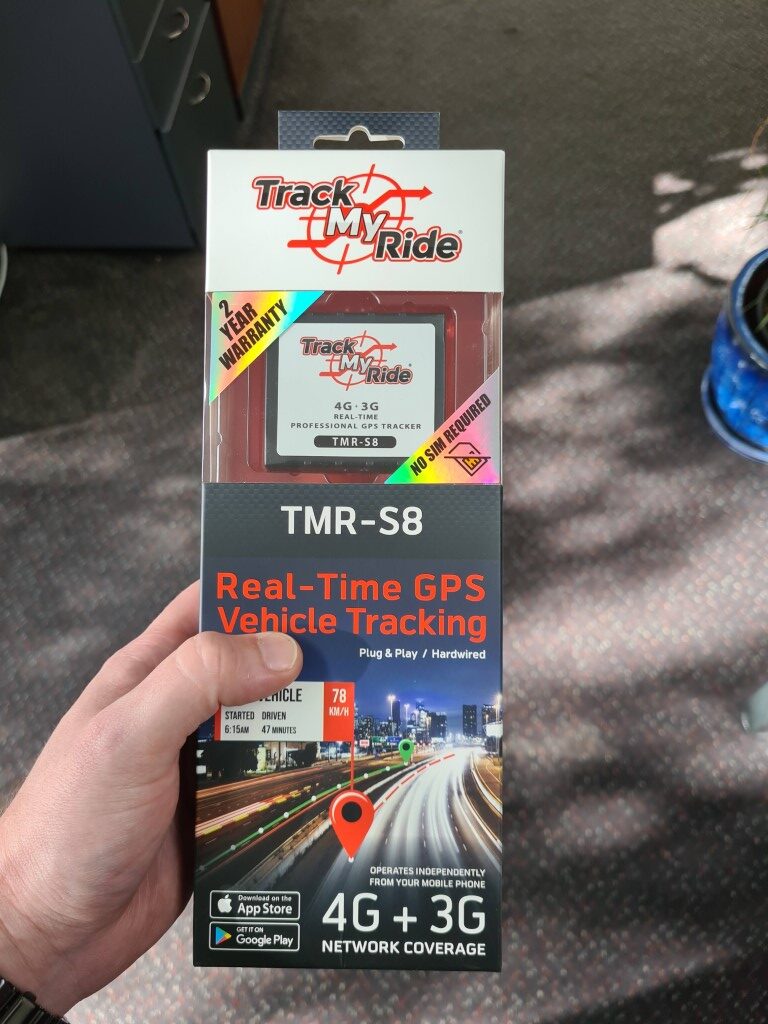 Track
My
Ride®
2
YEAR
WARRANTY
Track
My
Ride®
4G · 3G
REAL-TIME
PROFESSIONAL GPS TRACKER
TMR-S8
NO SIM REQUIRED
TMR-S8
Real-Time GPS
Vehicle Tracking
Plug & Play / Hardwired
VEHICLE
78
KM/H
STARTED DRIVEN
6:15AM 47 MINUTES
OPERATES INDEPENDENTLY
FROM YOUR MOBILE PHONE
Download on the
App Store
4G + 3G
GET IT ON
Google Play
NETWORK COVERAGE